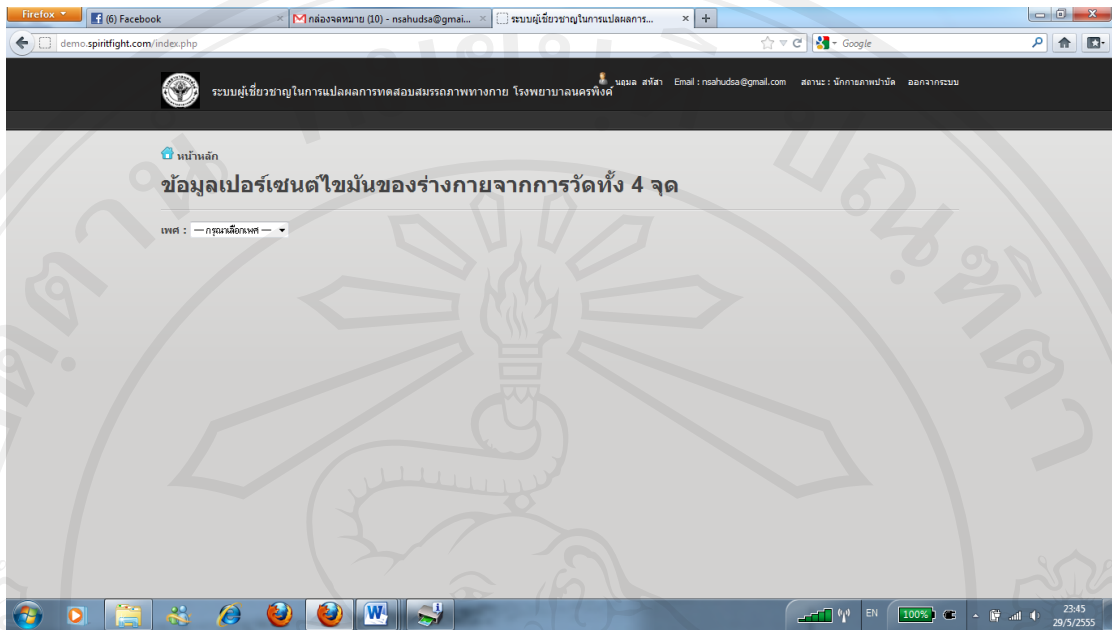 Firefox
(6) Facebook
กล่องจดหมาย (10) - nsahudsa@gmai...
ระบบผู้เชี่ยวชาญในการแปลผลการ...
demo.spiritfight.com/index.php
Google
ระบบผู้เชี่ยวชาญในการแปลผลการทดสอบสมรรถภาพทางกาย โรงพยาบาลนครพิงค์
นฤมล สหัสา Email : nsahudsa@gmail.com สถานะ : นักกายภาพบำบัด ออกจากระบบ
หน้าหลัก
ข้อมูลเปอร์เซนต์ไขมันของร่างกายจากการวัดทั้ง 4 จุด
เพศ : — กรุณาเลือกเพศ —
EN
100%
23:45
29/5/2555